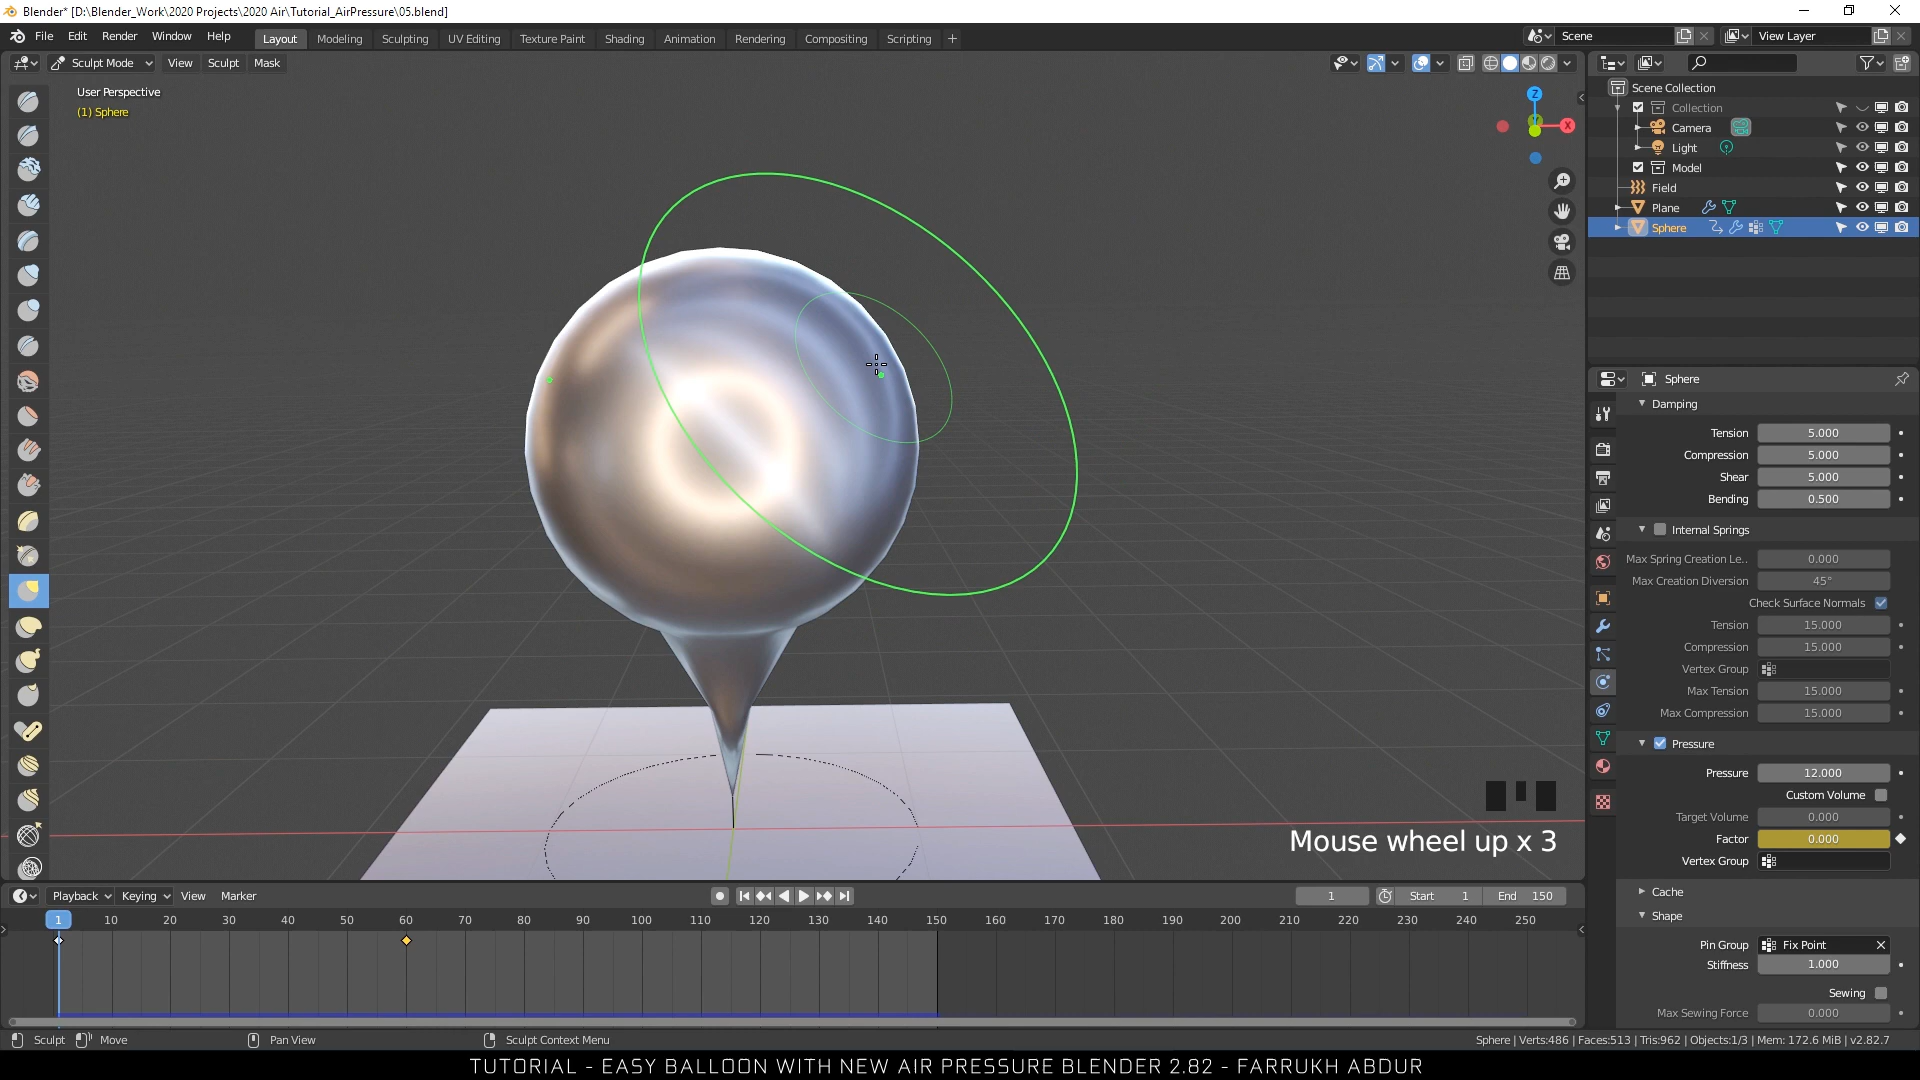 Blender* [D:\Blender_Work\2020 Projects\2020 Air\Tutorial_AirPressure\05.blend]
File Edit Render Window Help Layout Modeling Sculpting UV Editing Texture Paint Shading Animation Rendering Compositing Scripting + Scene View Layer
Sculpt Mode View Sculpt Mask
User Perspective
(1) Sphere
Z
X
Scene Collection
Collection
Camera
Light
Model
Field
Plane
Sphere
Sphere
Damping
Tension 5.000
Compression 5.000
Shear 5.000
Bending 0.500
Internal Springs
Max Spring Creation Le.. 0.000
Max Creation Diversion 45°
Check Surface Normals
Tension 15.000
Compression 15.000
Vertex Group
Max Tension 15.000
Max Compression 15.000
Pressure
Pressure 12.000
Custom Volume
Target Volume 0.000
Factor 0.000
Vertex Group
Cache
Shape
Pin Group Fix Point
Stiffness 1.000
Sewing
Max Sewing Force 0.000
Mouse wheel up x 3
Playback Keying View Marker 1 Start 1 End 150
1 10 20 30 40 50 60 70 80 90 100 110 120 130 140 150 160 170 180 190 200 210 220 230 240 250
Sculpt Move Pan View Sculpt Context Menu Sphere | Verts:486 | Faces:513 | Tris:962 | Objects:1/3 | Mem: 172.6 MiB | v2.82.7
TUTORIAL - EASY BALLOON WITH NEW AIR PRESSURE BLENDER 2.82 - FARRUKH ABDUR